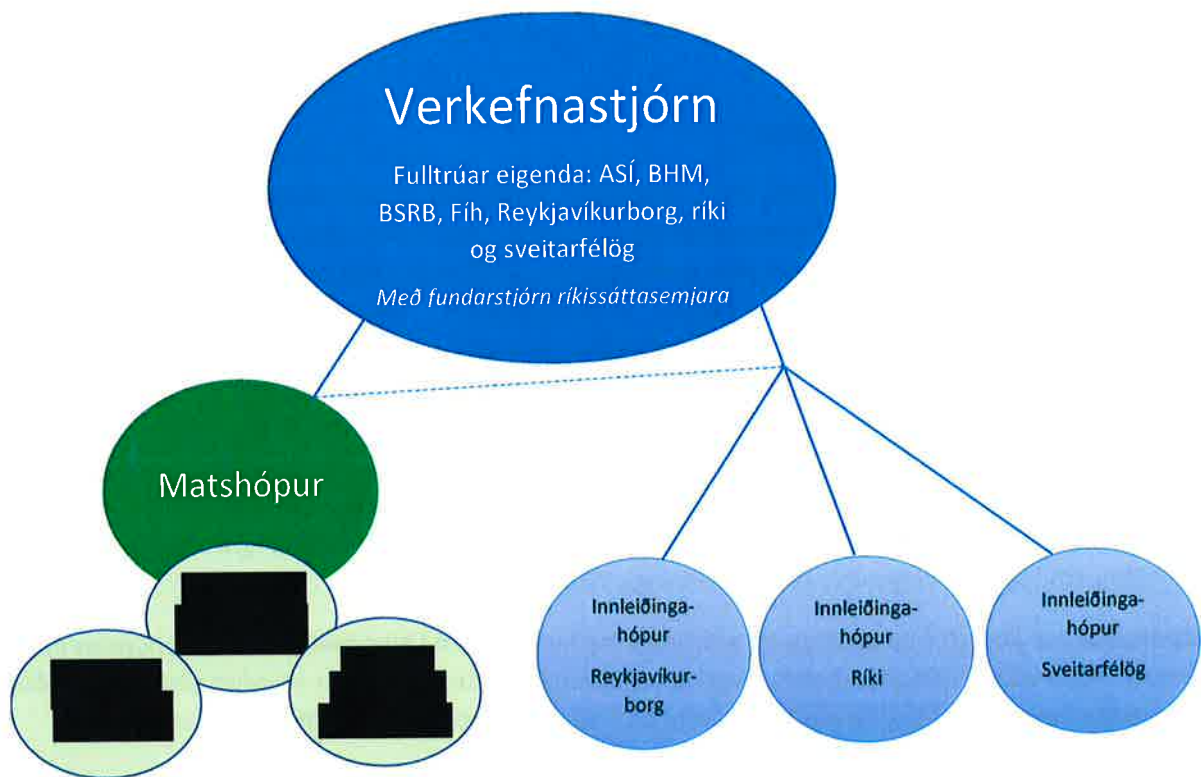 Verkefnastjórn
Fulltrúar eigenda: ASÍ, BHM,
BSRB, Fíh, Reykjavíkurborg, ríki
og sveitarfélög
Með fundarstjórn ríkissáttasemjara
Matshópur
Innleiðinga-
hópur
Reykjavíkur-
borg
Innleiðinga-
hópur
Ríki
Innleiðinga-
hópur
Sveitarfélög